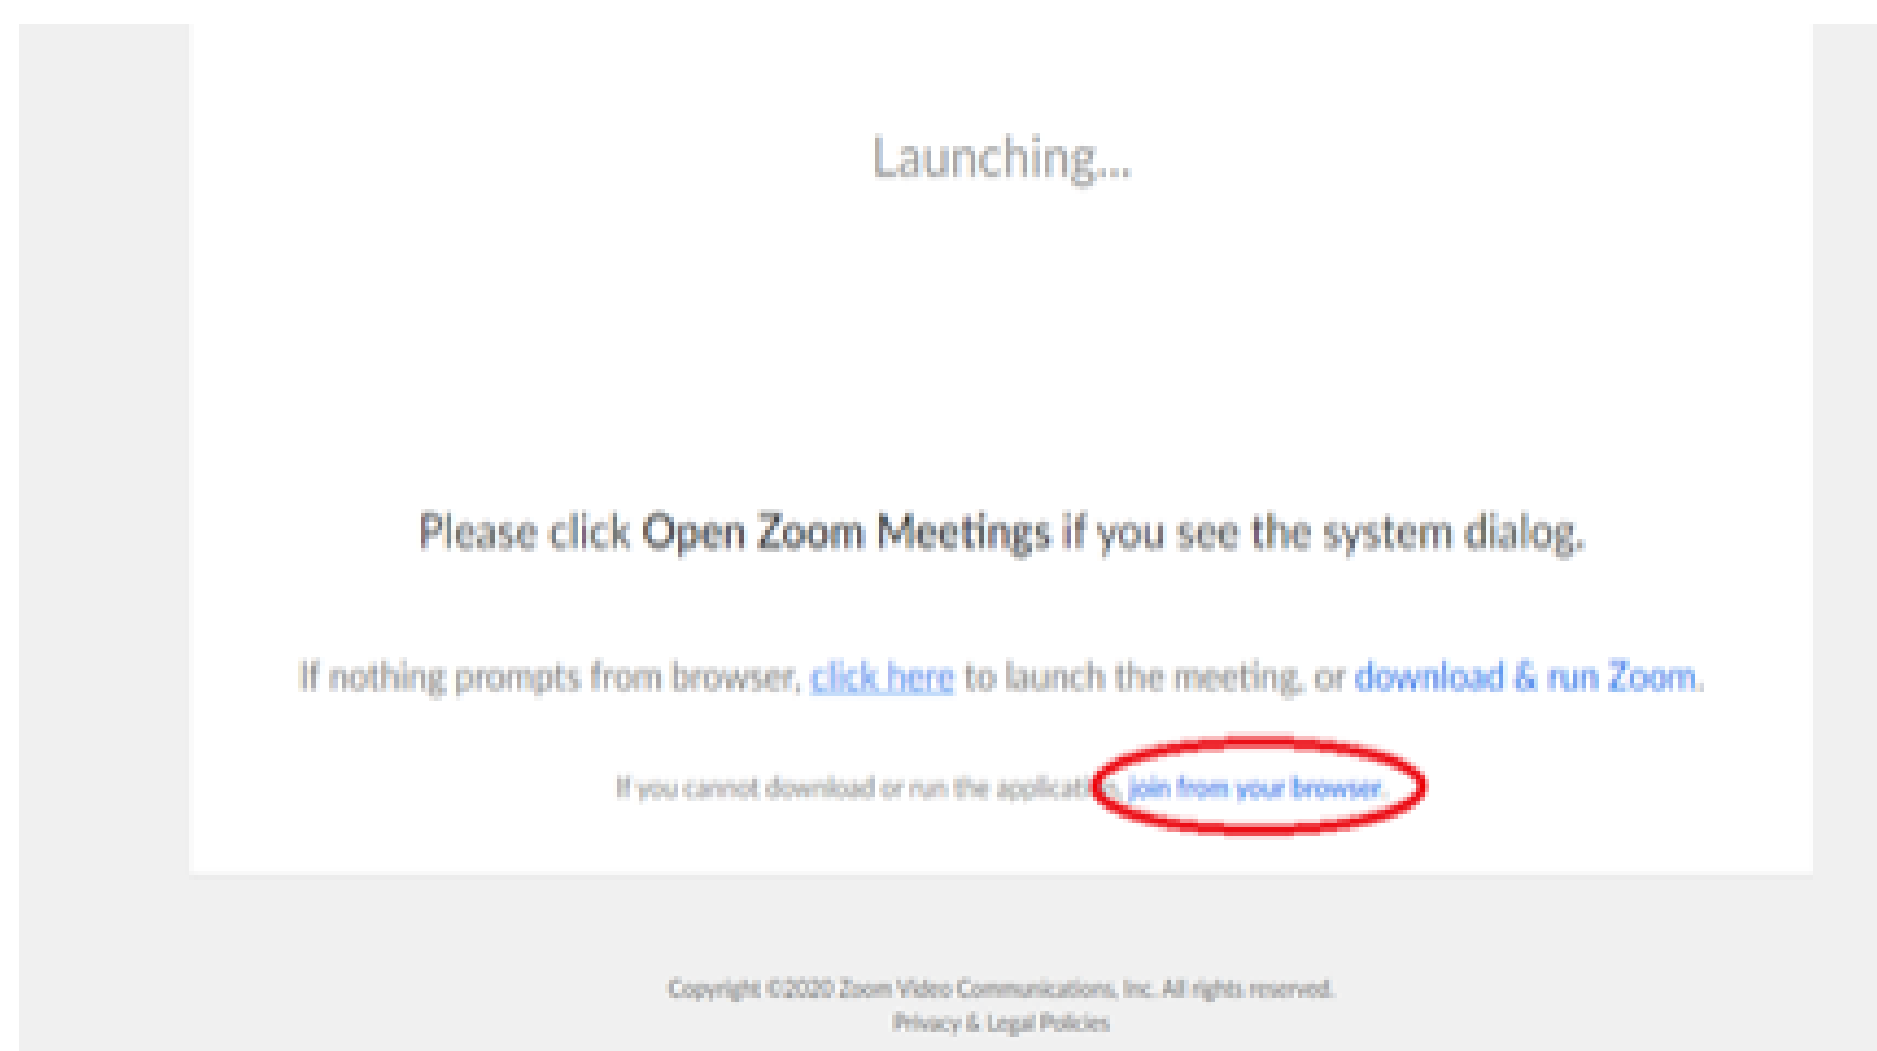 Launching...
Please click Open Zoom Meetings if you see the system dialog.
If nothing prompts from browser, click here to launch the meeting, or download & run Zoom.
If you cannot download or run the application, join from your browser.
Copyright ©2020 Zoom Video Communications, Inc. All rights reserved.
Privacy & Legal Policies